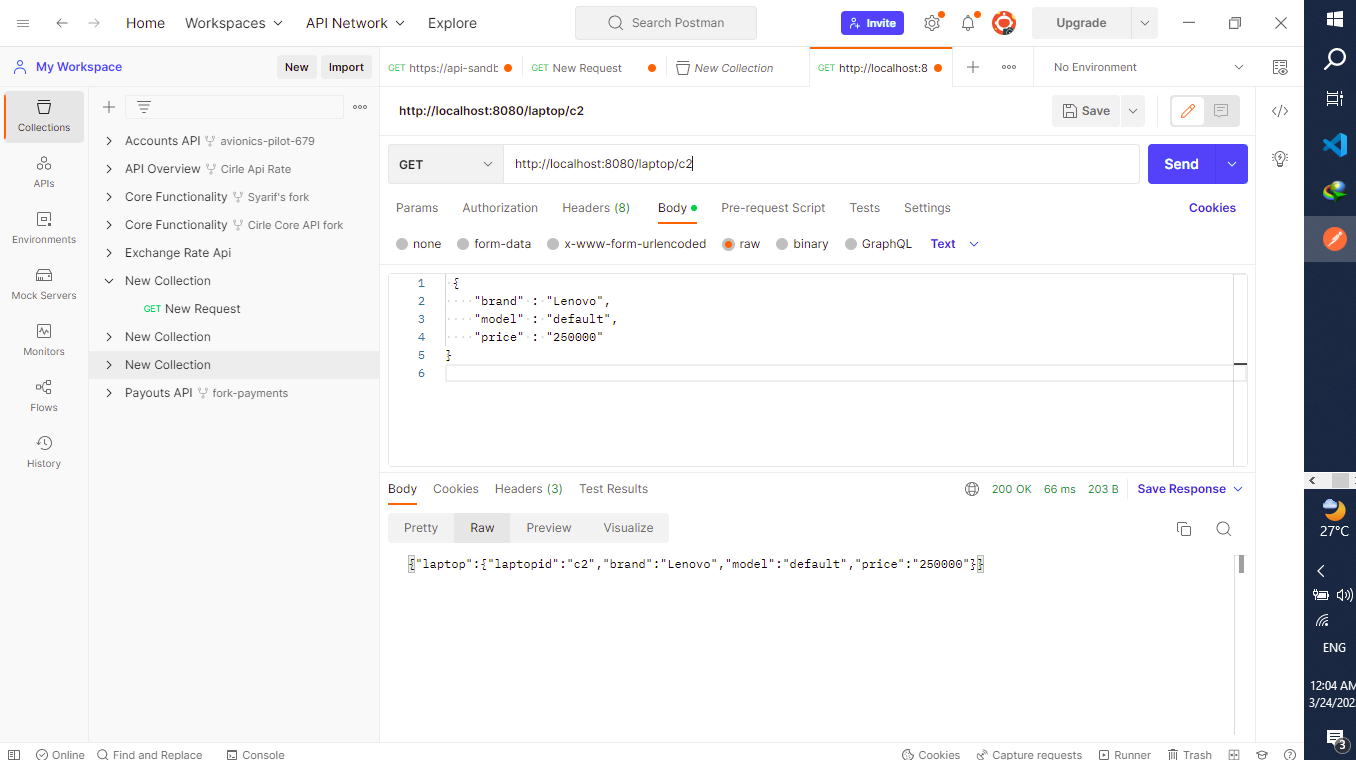 Home Workspaces API Network Explore Search Postman Invite Upgrade
My Workspace New Import GET https://api-sandb GET New Request New Collection GET http://localhost:8 No Environment
Collections
APIs
Environments
Mock Servers
Monitors
Flows
History
Accounts API avionics-pilot-679
API Overview Cirle Api Rate
Core Functionality Syarif's fork
Core Functionality Cirle Core API fork
Exchange Rate Api
New Collection
GET New Request
New Collection
New Collection
Payouts API fork-payments
http://localhost:8080/laptop/c2 Save
GET http://localhost:8080/laptop/c2 Send
Params Authorization Headers (8) Body Pre-request Script Tests Settings Cookies
none form-data x-www-form-urlencoded raw binary GraphQL Text
1 {
2 "brand" : "Lenovo",
3 "model" : "default",
4 "price" : "250000"
5 }
6
Body Cookies Headers (3) Test Results 200 OK 66 ms 203 B Save Response
Pretty Raw Preview Visualize
{"laptop":{"laptopid":"c2","brand":"Lenovo","model":"default","price":"250000"}}
Online Find and Replace Console Cookies Capture requests Runner Trash
27°C
ENG
12:04 AM
3/24/202
3